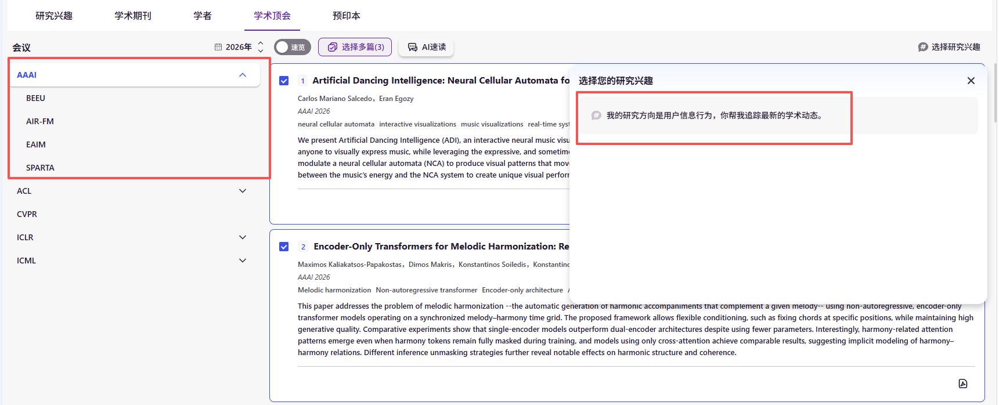 研究兴趣
学术期刊
学者
学术顶会
预印本
会议
2026年
速览
选择多篇(3)
AI速读
选择研究兴趣
AAAI
BEEU
AIR-FM
EAIM
SPARTA
ACL
CVPR
ICLR
ICML
1 Artificial Dancing Intelligence: Neural Cellular Automata fo
Carlos Mariano Salcedo，Eran Egozy
AAAI 2026
neural cellular automata interactive visualizations music visualizations real-time syst
We present Artificial Dancing Intelligence (ADI), an interactive neural music visu
anyone to visually express music, while leveraging the expressive, and sometime
modulate a neural cellular automata (NCA) to produce visual patterns that mov
between the music’s energy and the NCA system to create unique visual perforr
选择您的研究兴趣
我的研究方向是用户信息行为，你帮我追踪最新的学术动态。
2 Encoder-Only Transformers for Melodic Harmonization: Re
Maximos Kaliakatsos-Papakostas，Dimos Makris，Konstantinos Soiledis，Konstantinc
AAAI 2026
Melodic harmonization Non-autoregressive transformer Encoder-only architecture
This paper addresses the problem of melodic harmonization --the automatic generation of harmonic accompaniments that complement a given melody-- using non-autoregressive, encoder-only
transformer models operating on a synchronized melody–harmony time grid. The proposed framework allows flexible conditioning, such as fixing chords at specific positions, while maintaining high
generative quality. Comparative experiments show that single-encoder models outperform dual-encoder architectures despite using fewer parameters. Interestingly, harmony-related attention
patterns emerge even when harmony tokens remain fully masked during training, and models using only cross-attention achieve comparable results, suggesting implicit modeling of harmony–
harmony relations. Different inference unmasking strategies further reveal notable effects on harmonic structure and coherence.